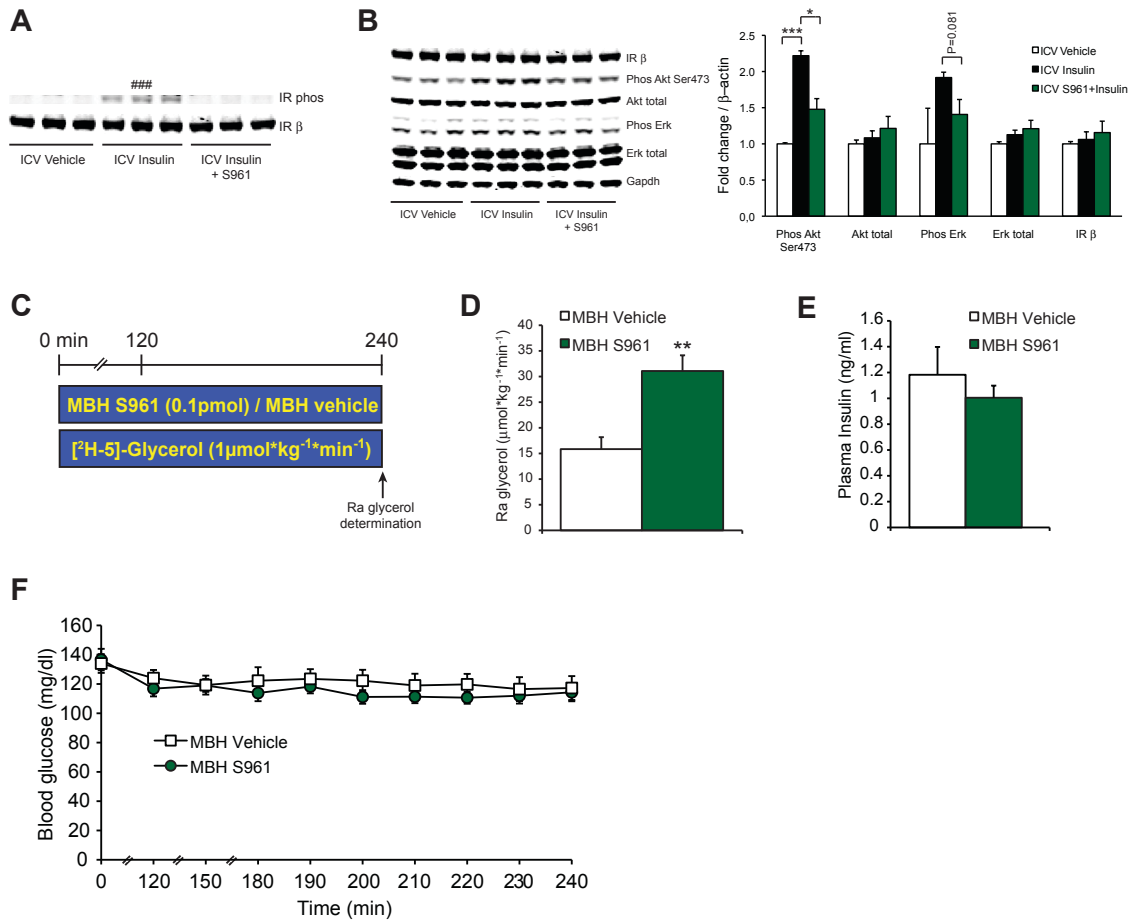 A
###
IR phos
IR β
ICV Vehicle
ICV Insulin
ICV Insulin
+ S961
B
IR β
Phos Akt Ser473
Akt total
Phos Erk
Erk total
Gapdh
ICV Vehicle
ICV Insulin
ICV Insulin
+ S961
Fold change / β–actin
2.5
2.0
1.5
1.0
0.5
0,0
***
*
P=0.081
ICV Vehicle
ICV Insulin
ICV S961+Insulin
Phos Akt
Ser473
Akt total
Phos Erk
Erk total
IR β
C
0 min
120
240
MBH S961 (0.1pmol) / MBH vehicle
[²H-5]-Glycerol (1µmol*kg⁻¹*min⁻¹)
Ra glycerol
determination
D
MBH Vehicle
MBH S961
**
Ra glycerol (µmol*kg⁻¹*min⁻¹)
40
35
30
25
20
15
10
5
0
E
MBH Vehicle
MBH S961
Plasma Insulin (ng/ml)
1.6
1.4
1.2
1
0.8
0.6
0.4
0.2
0
F
Blood glucose (mg/dl)
160
140
120
100
80
60
40
20
0
MBH Vehicle
MBH S961
0 120 150 180 190 200 210 220 230 240
Time (min)